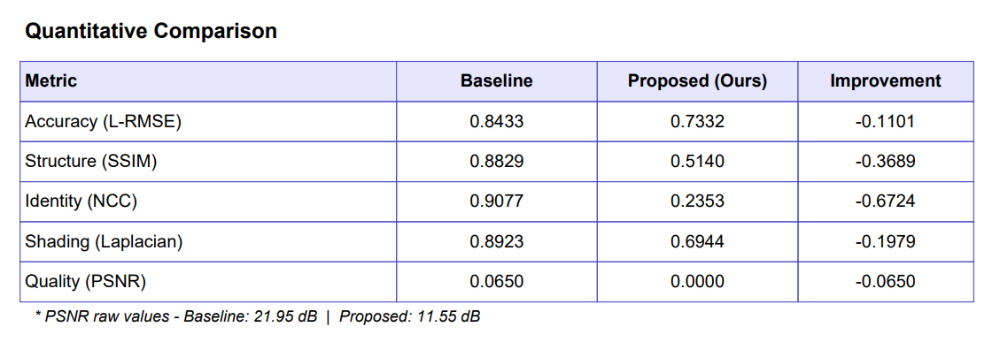 Quantitative Comparison
Metric Baseline Proposed (Ours) Improvement
Accuracy (L-RMSE) 0.8433 0.7332 -0.1101
Structure (SSIM) 0.8829 0.5140 -0.3689
Identity (NCC) 0.9077 0.2353 -0.6724
Shading (Laplacian) 0.8923 0.6944 -0.1979
Quality (PSNR) 0.0650 0.0000 -0.0650
* PSNR raw values - Baseline: 21.95 dB | Proposed: 11.55 dB